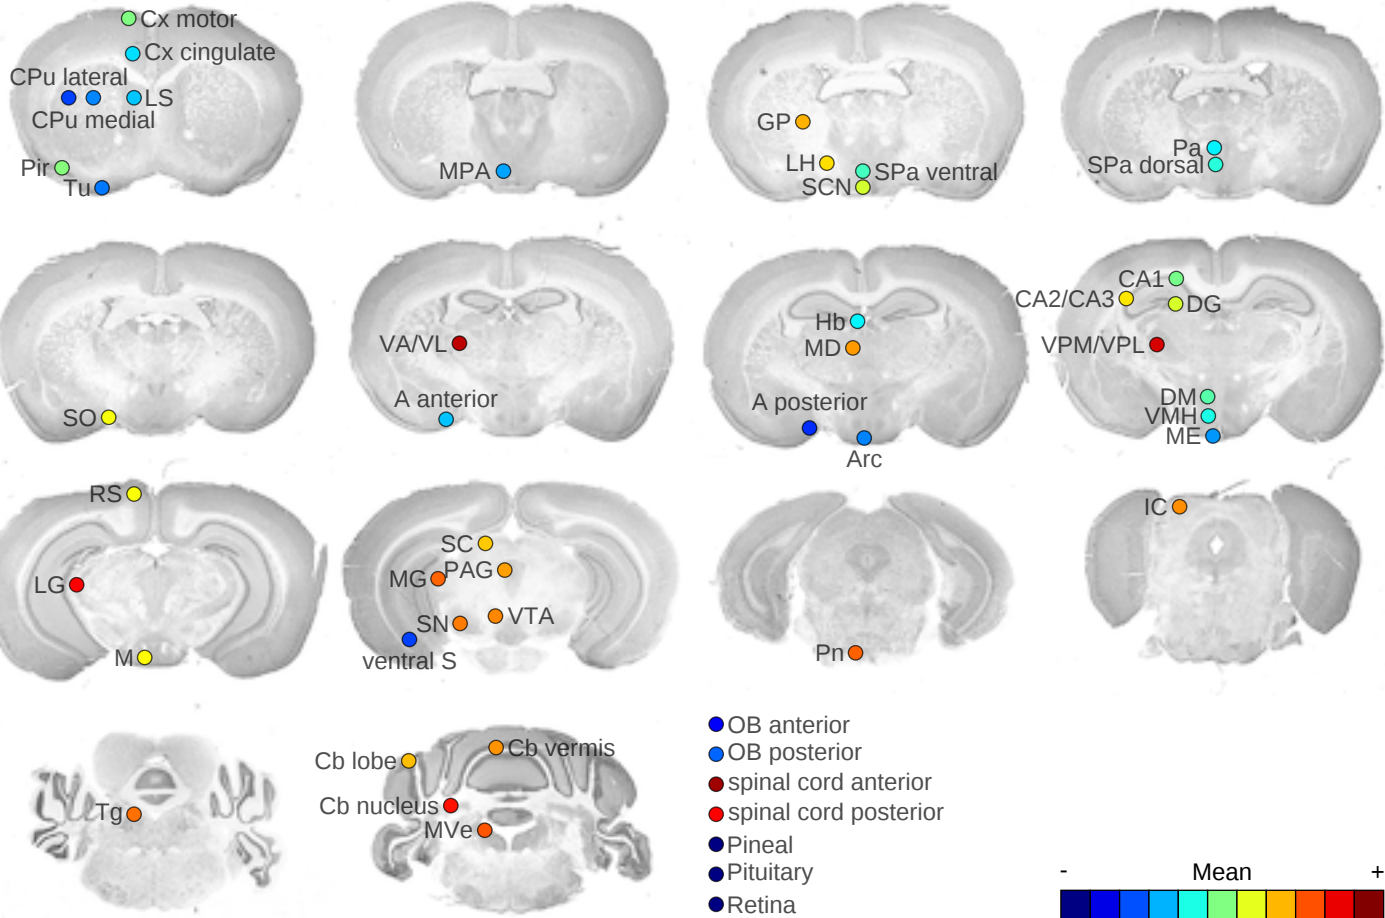 Cx motor
Cx cingulate
CPu lateral
LS
CPu medial
Pir
Tu
MPA
GP
LH
SPa ventral
SCN
Pa
SPa dorsal
SO
VA/VL
A anterior
Hb
MD
A posterior
Arc
CA1
CA2/CA3
DG
VPM/VPL
DM
VMH
ME
RS
LG
M
SC
MG
PAG
SN
VTA
ventral S
Pn
IC
Tg
Cb lobe
Cb vermis
Cb nucleus
MVe
OB anterior
OB posterior
spinal cord anterior
spinal cord posterior
Pineal
Pituitary
Retina
- Mean +